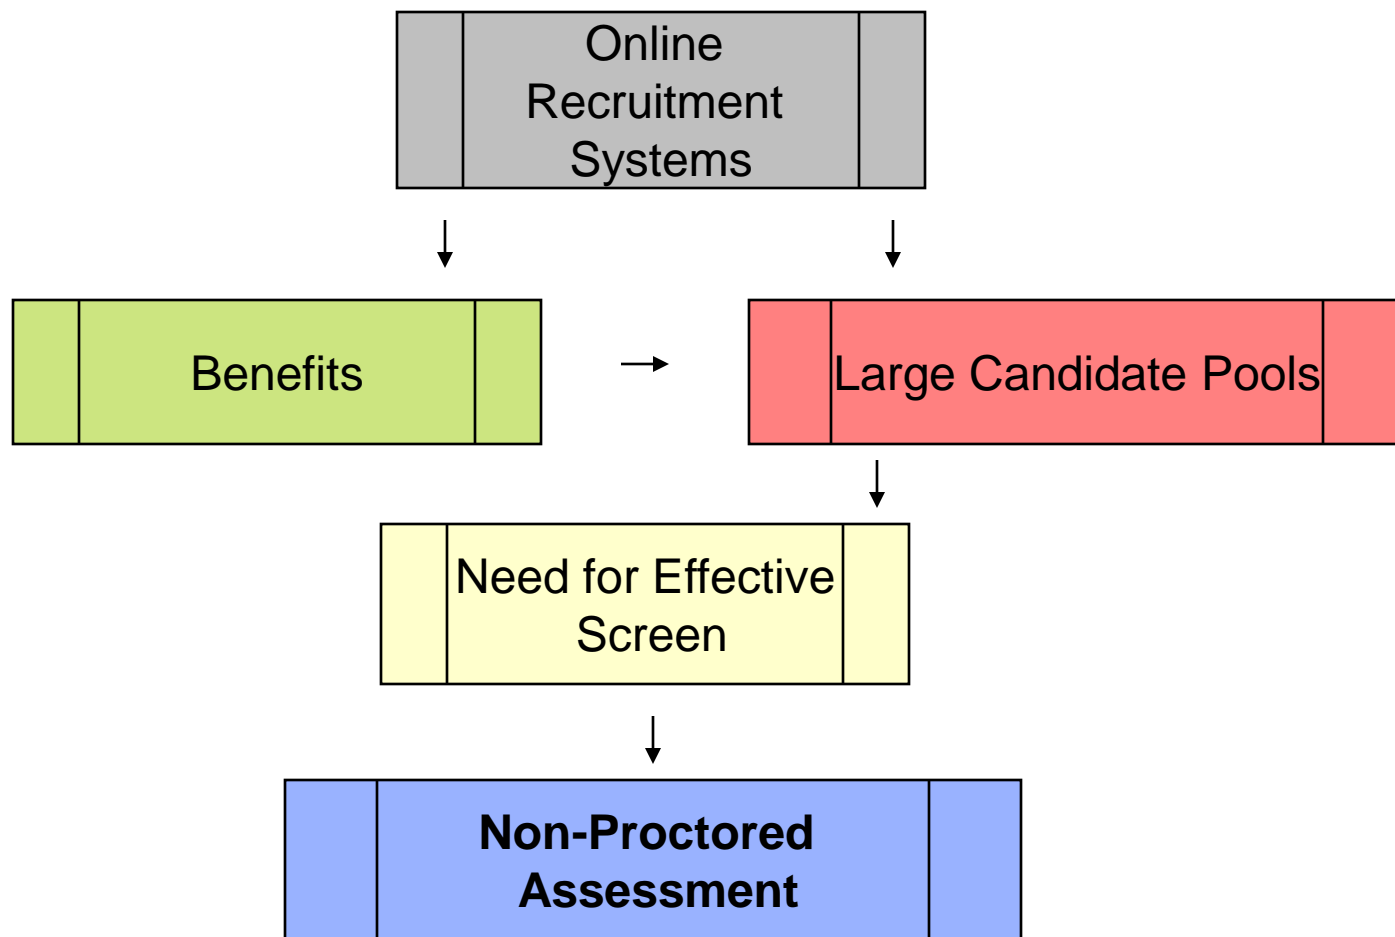 Online
Recruitment
Systems
Benefits
Large Candidate Pools
Need for Effective
Screen
Non-Proctored
Assessment